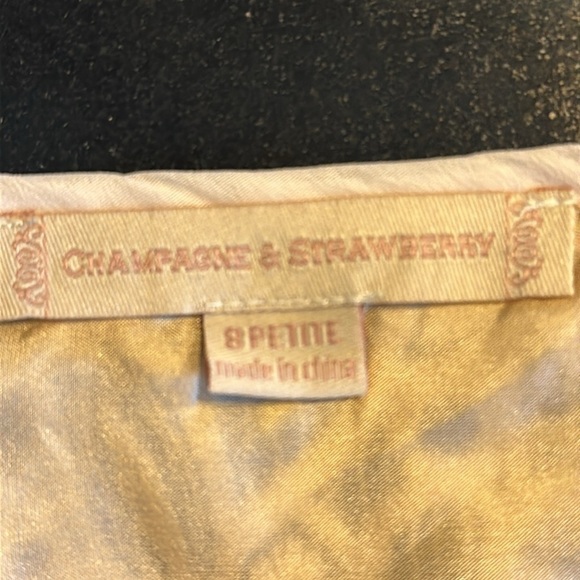 CHAMPAGNE & STRAWBERRY
8 PETITE
made in china